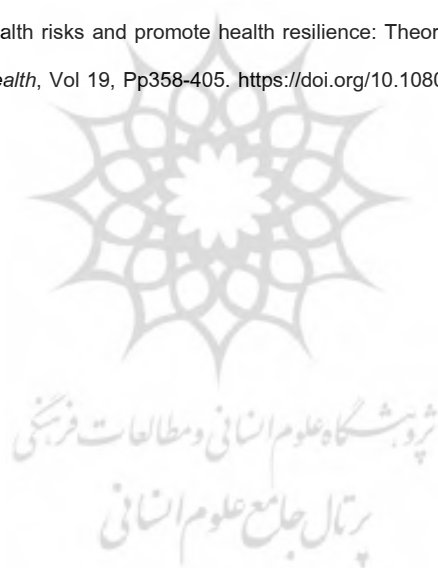 alth risks and promote health resilience: Theor
ealth, Vol 19, Pp358-405. https://doi.org/10.1080
پژوهشگاه علوم انسانی و مطالعات فرهنگی
پرتال جامع علوم انسانی